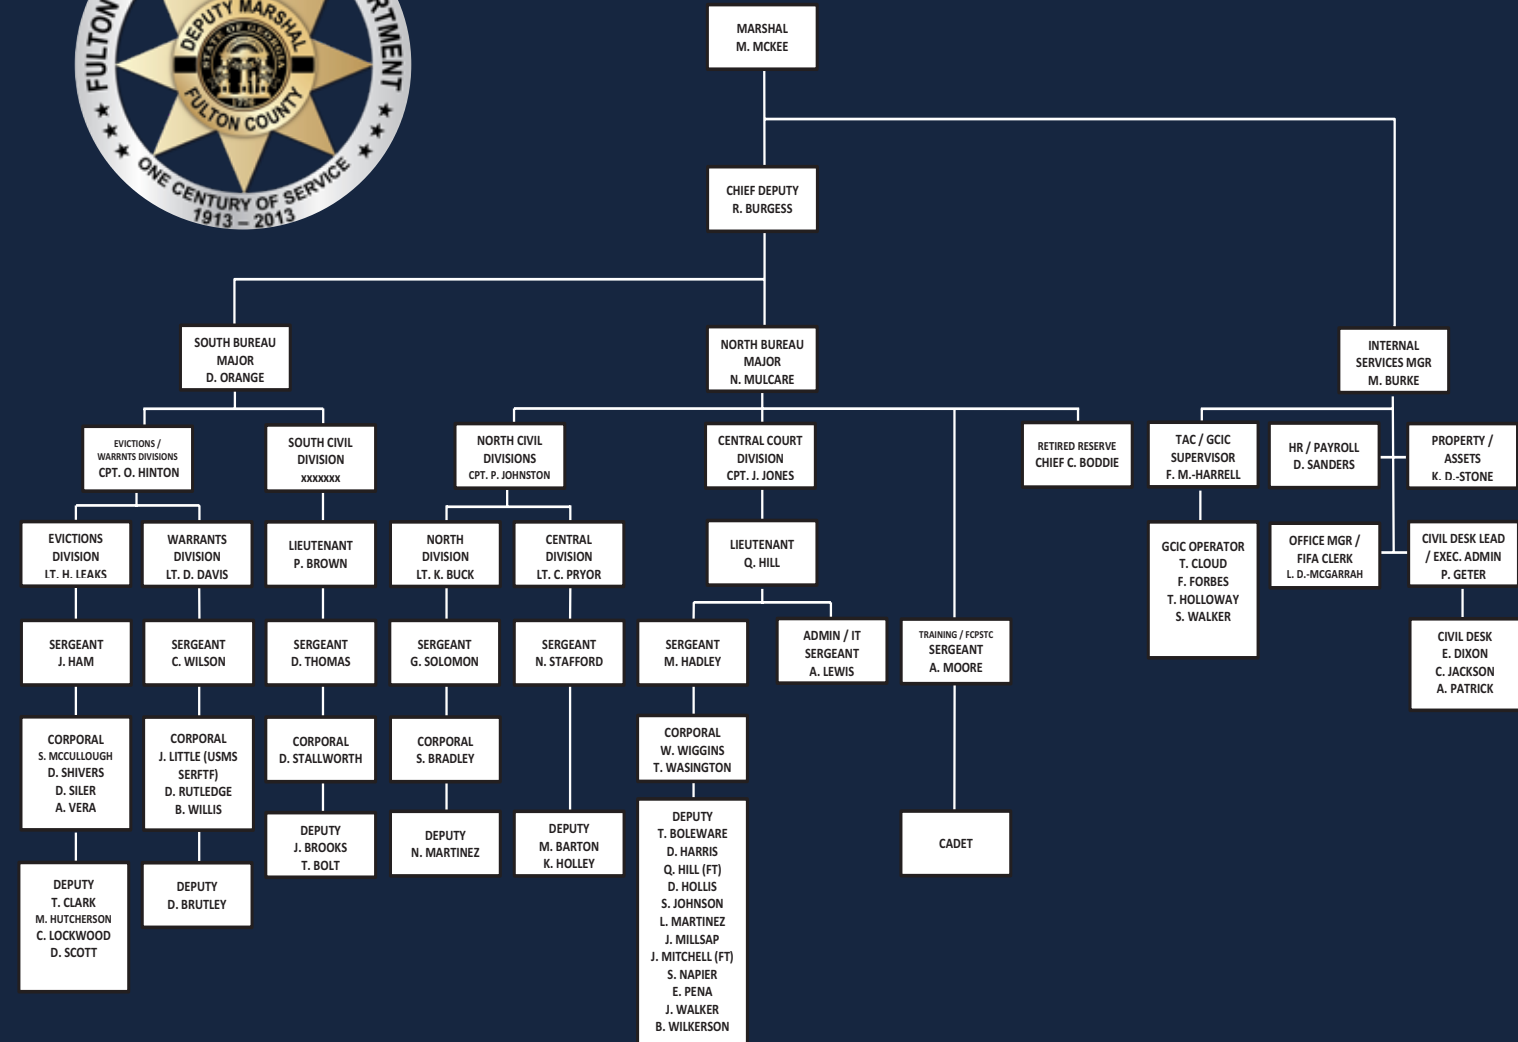 FULTON
RTMENT
DEPUTY MARSHAL
STATE OF GEORGIA
1776
FULTON COUNTY
ONE CENTURY OF SERVICE
1913 – 2013
MARSHAL
M. MCKEE
CHIEF DEPUTY
R. BURGESS
SOUTH BUREAU
MAJOR
D. ORANGE
NORTH BUREAU
MAJOR
N. MULCARE
INTERNAL
SERVICES MGR
M. BURKE
EVICTIONS /
WARRNTS DIVISIONS
CPT. O. HINTON
SOUTH CIVIL
DIVISION
xxxxxxx
NORTH CIVIL
DIVISIONS
CPT. P. JOHNSTON
CENTRAL COURT
DIVISION
CPT. J. JONES
RETIRED RESERVE
CHIEF C. BODDIE
TAC / GCIC
SUPERVISOR
F. M.-HARRELL
HR / PAYROLL
D. SANDERS
PROPERTY /
ASSETS
K. D.-STONE
EVICTIONS
DIVISION
LT. H. LEAKS
WARRANTS
DIVISION
LT. D. DAVIS
LIEUTENANT
P. BROWN
NORTH
DIVISION
LT. K. BUCK
CENTRAL
DIVISION
LT. C. PRYOR
LIEUTENANT
Q. HILL
GCIC OPERATOR
T. CLOUD
F. FORBES
T. HOLLOWAY
S. WALKER
OFFICE MGR /
FIFA CLERK
L. D.-MCGARRAH
CIVIL DESK LEAD
/ EXEC. ADMIN
P. GETER
SERGEANT
J. HAM
SERGEANT
C. WILSON
SERGEANT
D. THOMAS
SERGEANT
G. SOLOMON
SERGEANT
N. STAFFORD
SERGEANT
M. HADLEY
ADMIN / IT
SERGEANT
A. LEWIS
TRAINING / FCPSTC
SERGEANT
A. MOORE
CIVIL DESK
E. DIXON
C. JACKSON
A. PATRICK
CORPORAL
S. MCCULLOUGH
D. SHIVERS
D. SILER
A. VERA
CORPORAL
J. LITTLE (USMS
SERFTF)
D. RUTLEDGE
B. WILLIS
CORPORAL
D. STALLWORTH
CORPORAL
S. BRADLEY
CORPORAL
W. WIGGINS
T. WASINGTON
DEPUTY
J. BROOKS
T. BOLT
DEPUTY
N. MARTINEZ
DEPUTY
M. BARTON
K. HOLLEY
DEPUTY
T. BOLEWARE
D. HARRIS
Q. HILL (FT)
D. HOLLIS
S. JOHNSON
L. MARTINEZ
J. MILLSAP
J. MITCHELL (FT)
S. NAPIER
E. PENA
J. WALKER
B. WILKERSON
CADET
DEPUTY
T. CLARK
M. HUTCHERSON
C. LOCKWOOD
D. SCOTT
DEPUTY
D. BRUTLEY